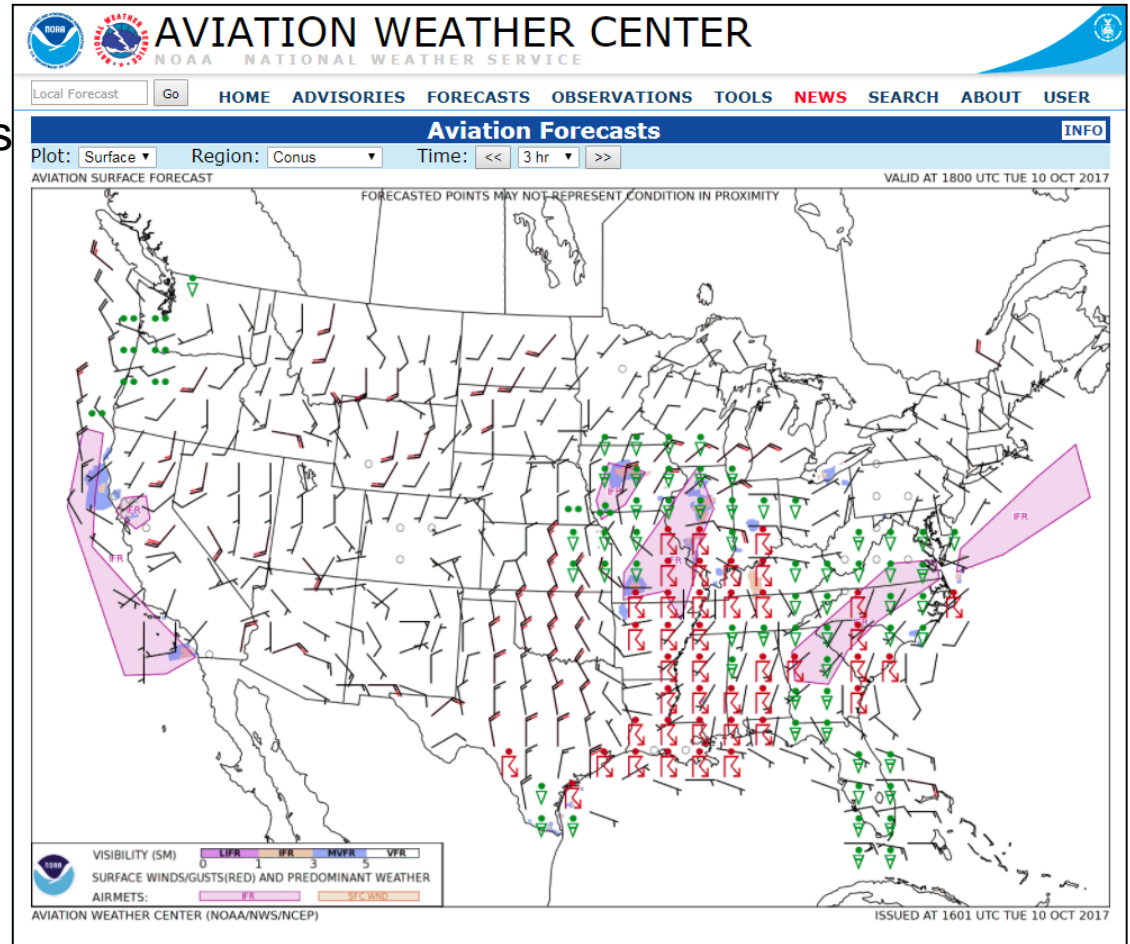 NOAA
AVIATION WEATHER CENTER
NOAA NATIONAL WEATHER SERVICE
Local Forecast Go HOME ADVISORIES FORECASTS OBSERVATIONS TOOLS NEWS SEARCH ABOUT USER
s
Aviation Forecasts INFO
Plot: Surface ▾ Region: Conus ▾ Time: << 3 hr ▾ >>
AVIATION SURFACE FORECAST VALID AT 1800 UTC TUE 10 OCT 2017
FORECASTED POINTS MAY NOT REPRESENT CONDITION IN PROXIMITY
IFR
IFR
IFR
IFR
IFR
IFR
VISIBILITY (SM) LIFR IFR MVFR VFR
0 1 3 5
SURFACE WINDS/GUSTS(RED) AND PREDOMINANT WEATHER
AIRMETS: IFR SFC WND
AVIATION WEATHER CENTER (NOAA/NWS/NCEP) ISSUED AT 1601 UTC TUE 10 OCT 2017